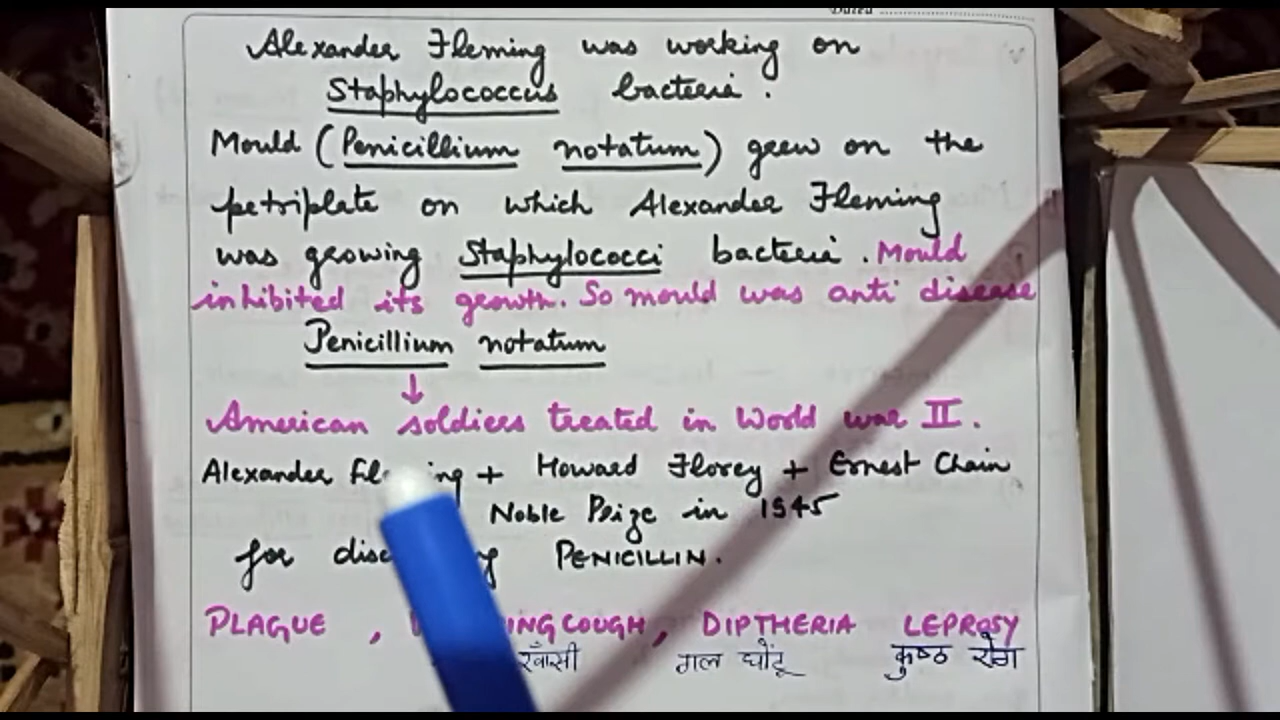 Dated
Alexander Fleming was working on
Staphylococcus bacteria.
Mould (Penicillium notatum) grew on the
petriplate on which Alexander Fleming
was growing Staphylococci bacteria. Mould
inhibited its growth. So mould was anti disease
Penicillium notatum
American soldiers treated in World war II.
Alexander + Howard Florey + Ernest Chain
Noble Prize in 1945
for PENICILLIN.
PLAGUE, COUGH, DIPTHERIA LEPROSY
खाँसी गल घोंटू कुष्ठ रोग